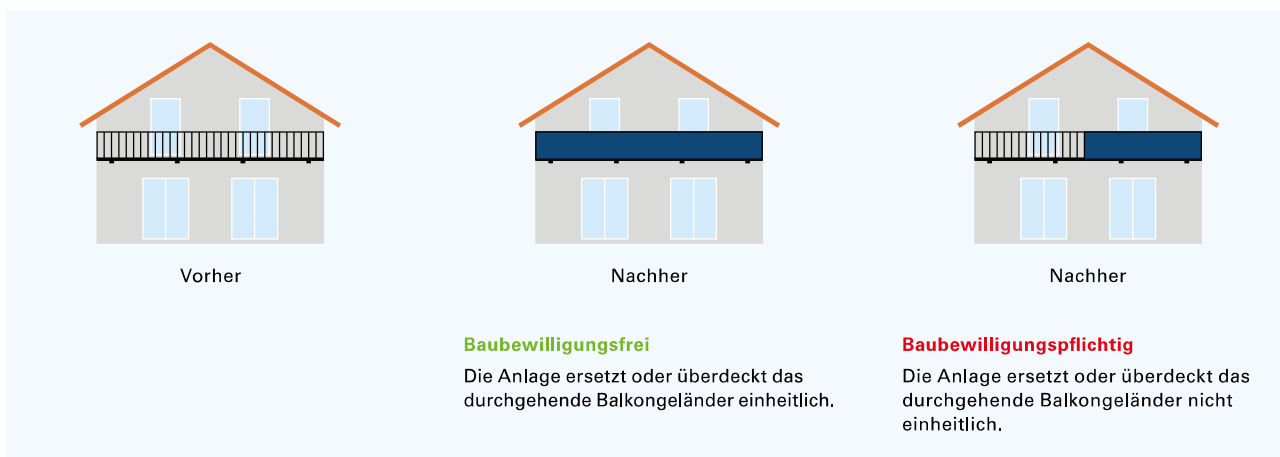 Vorher
Nachher
Nachher
Baubewilligungsfrei
Die Anlage ersetzt oder überdeckt das
durchgehende Balkongeländer einheitlich.
Baubewilligungspflichtig
Die Anlage ersetzt oder überdeckt das
durchgehende Balkongeländer nicht
einheitlich.